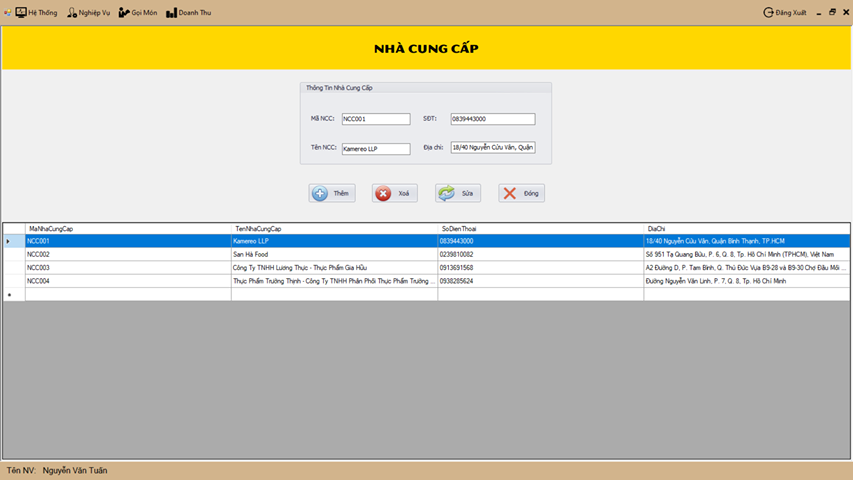 Hệ Thống Nghiệp Vụ Gọi Món Doanh Thu Đăng Xuất
NHÀ CUNG CẤP
Thông Tin Nhà Cung Cấp
Mã NCC: NCC001 SĐT: 0839443000
Tên NCC: Kamereo LLP Địa chỉ: 18/40 Nguyễn Cửu Vân, Quận
Thêm Xoá Sửa Đóng
MaNhaCungCap TenNhaCungCap SoDienThoai DiaChi
NCC001 Kamereo LLP 0839443000 18/40 Nguyễn Cửu Vân, Quận Bình Thạnh, TP.HCM
NCC002 San Hà Food 0239810082 Số 951 Tạ Quang Bửu, P. 6, Q. 8, Tp. Hồ Chí Minh (TPHCM), Việt Nam
NCC003 Công Ty TNHH Lương Thực - Thực Phẩm Gia Hữu 0913691568 A2 Đường D, P. Tam Bình, Q. Thủ Đức Vựa B9-28 và B9-30 Chợ Đầu Mối ...
NCC004 Thực Phẩm Trường Thịnh - Công Ty TNHH Phân Phối Thực Phẩm Trường ... 0938285624 Đường Nguyễn Văn Linh, P. 7, Q. 8, Tp. Hồ Chí Minh
Tên NV: Nguyễn Văn Tuấn